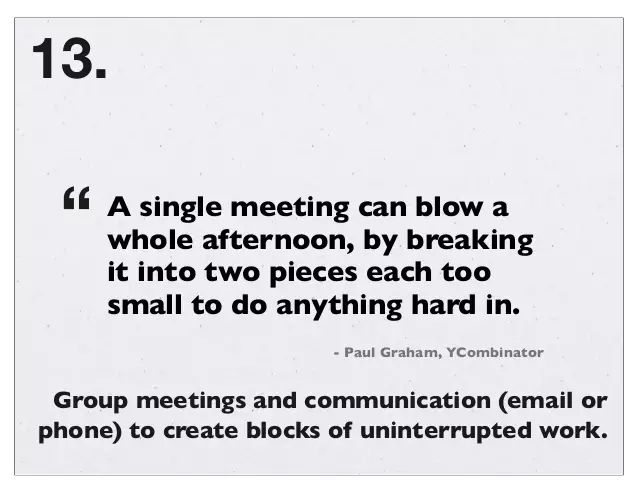 13.
“ A single meeting can blow a
whole afternoon, by breaking
it into two pieces each too
small to do anything hard in.
- Paul Graham, YCombinator
Group meetings and communication (email or
phone) to create blocks of uninterrupted work.